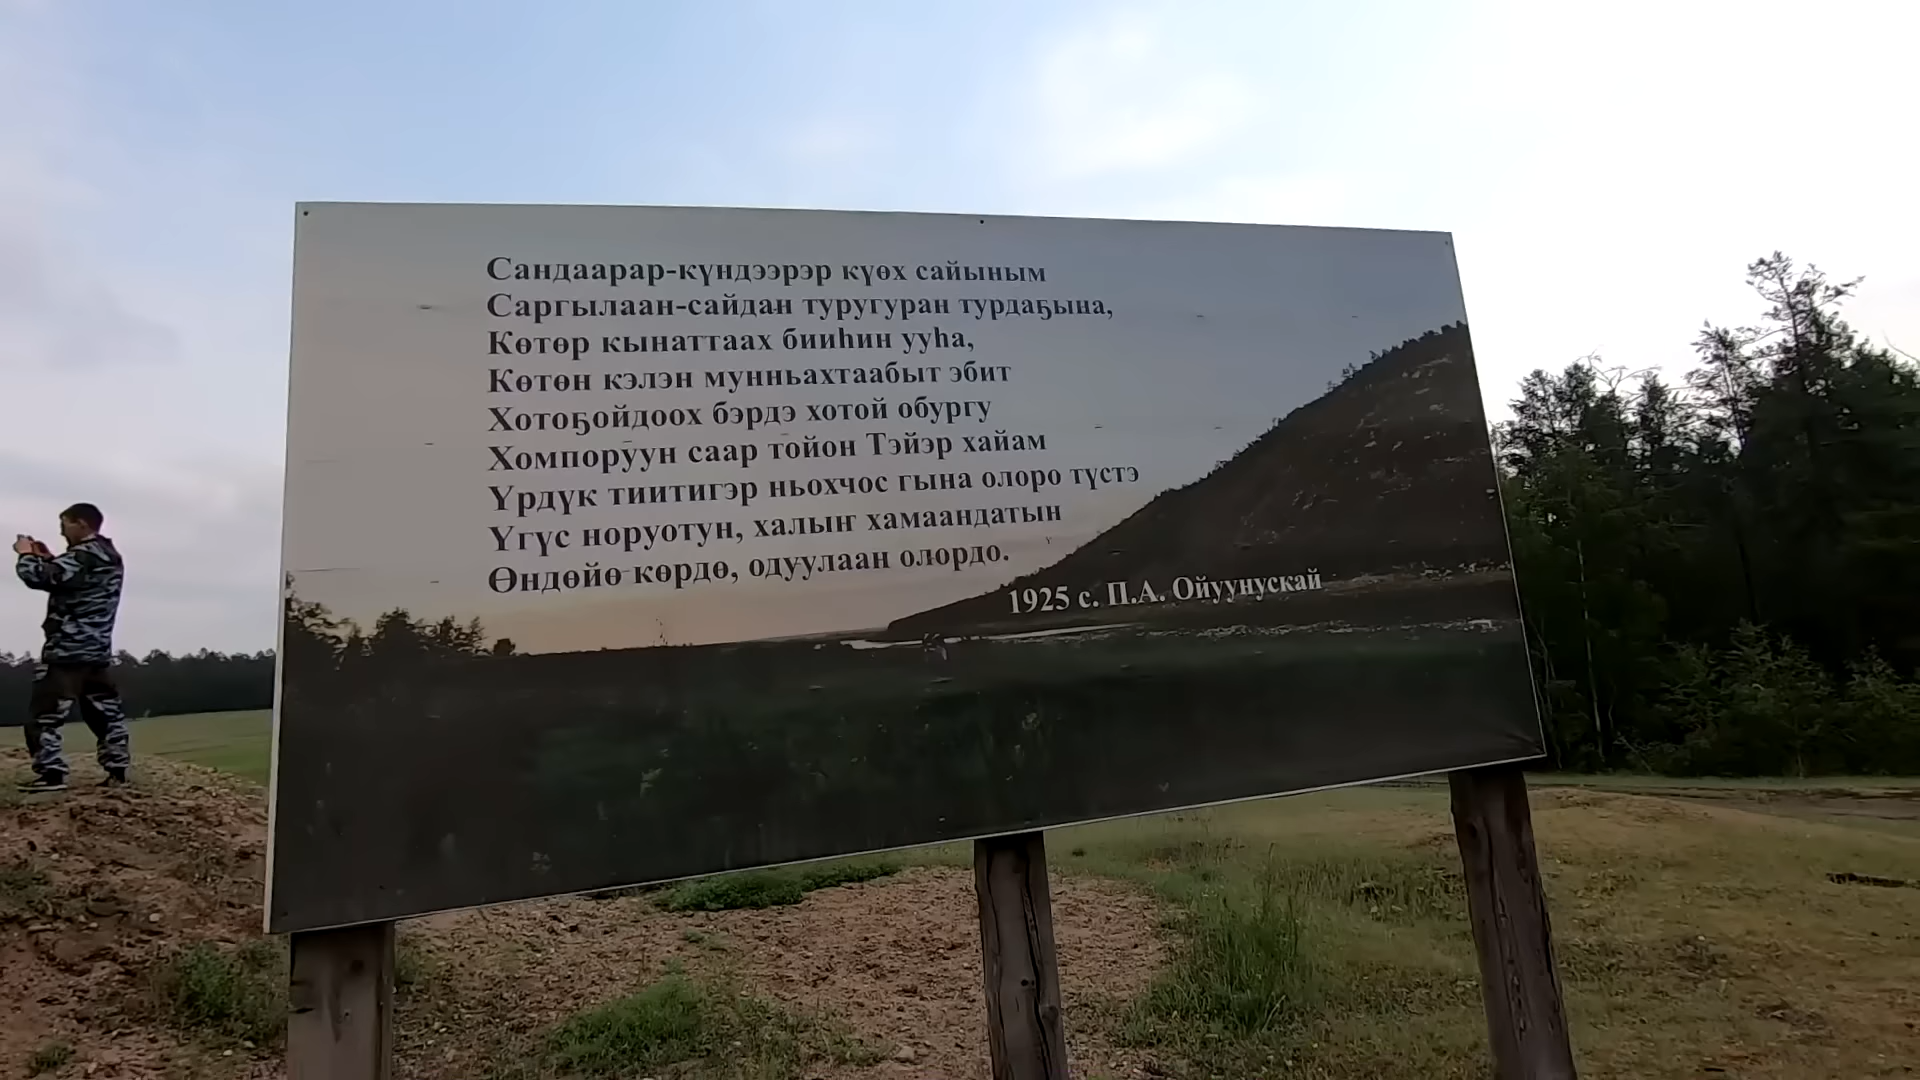 Сандаарар-күндээрэр күөх сайыным
Саргылаан-сайдан туругуран турдаҕына,
Көтөр кынаттаах бииһин ууһа,
Көтөн кэлэн мунньахтаабыт эбит
Хотоҕойдоох бэрдэ хотой обургу
Хомпоруун саар тойон Тэйэр хайам
Үрдүк тиитигэр ньохчос гына олоро түстэ
Үгүс норуотун, халыҥ хамаандатын
Өндөйө көрдө, одуулаан олордо.
1925 с. П.А. Ойуунускай